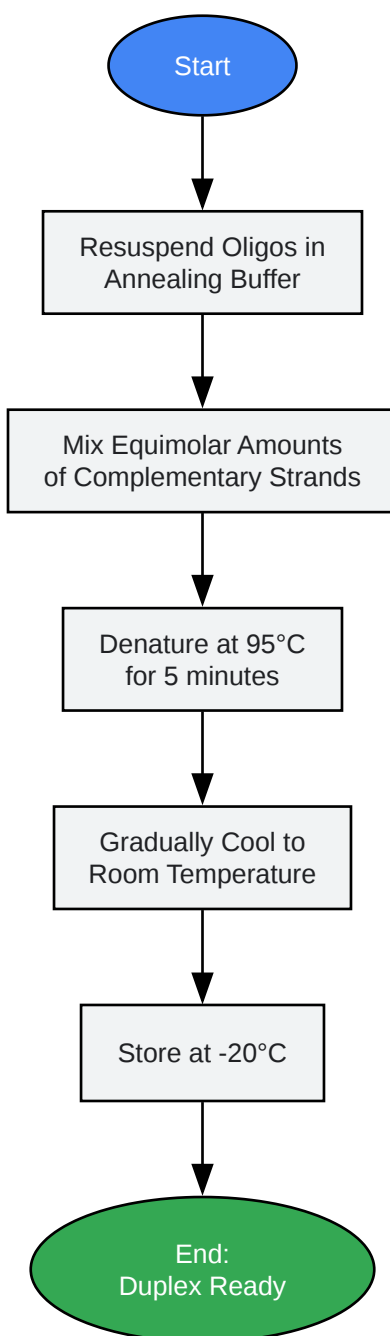 Start
Resuspend Oligos in
Annealing Buffer
Mix Equimolar Amounts
of Complementary Strands
Denature at 95°C
for 5 minutes
Gradually Cool to
Room Temperature
Store at -20°C
End:
Duplex Ready